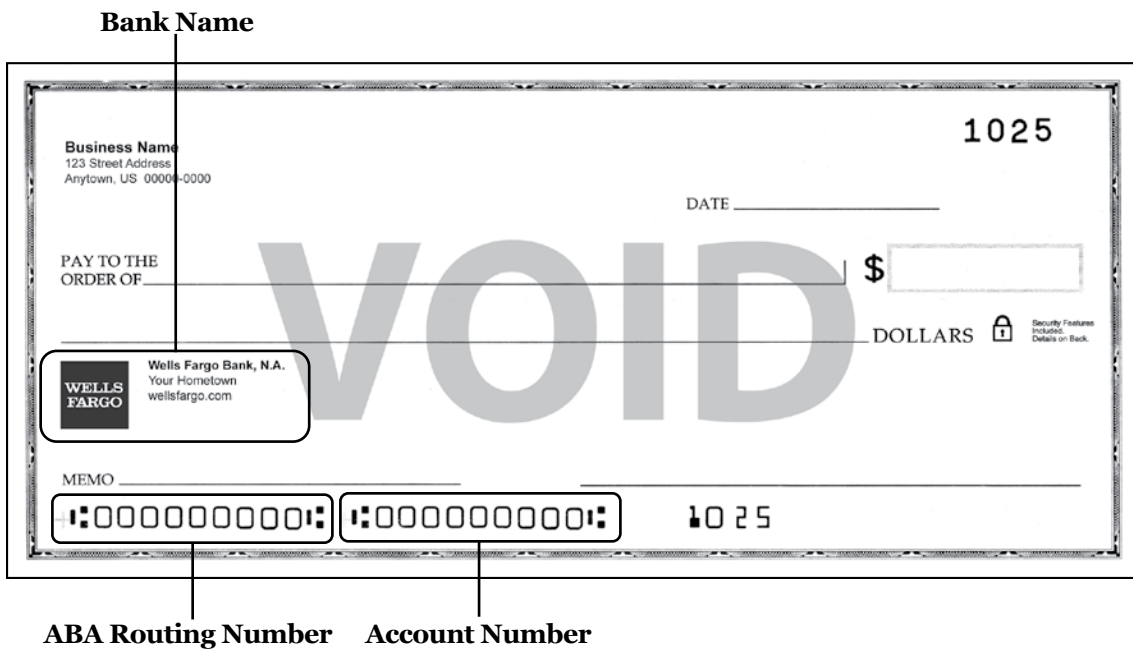 Bank Name
1025
Business Name
123 Street Address
Anytown, US 00000-0000
DATE
PAY TO THE
ORDER OF
$
VOID
DOLLARS
Security Features
Included.
Details on Back.
WELLS
FARGO
Wells Fargo Bank, N.A.
Your Hometown
wellsfargo.com
MEMO
⑆000000000⑆ ⑆000000000⑆ 1025
ABA Routing Number Account Number